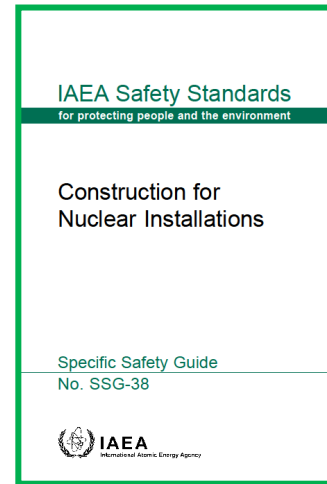 IAEA Safety Standards
for protecting people and the environment
Construction for
Nuclear Installations
Specific Safety Guide
No. SSG-38
IAEA
International Atomic Energy Agency